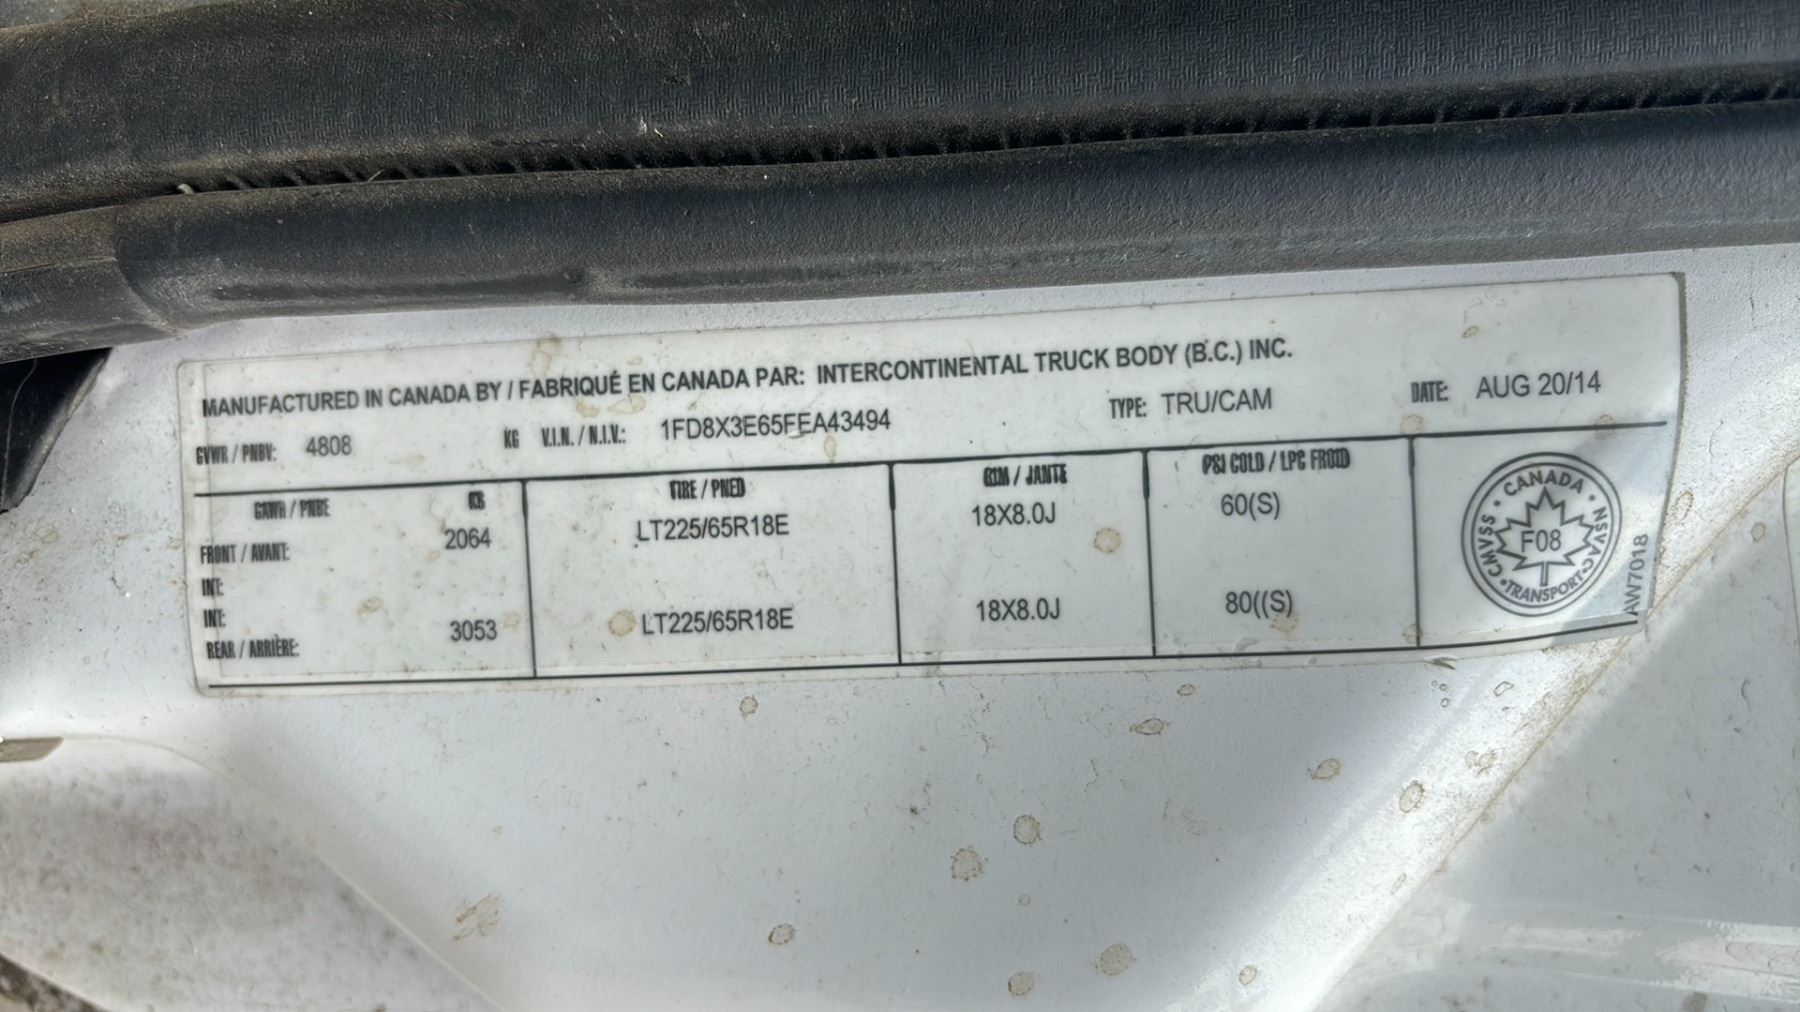 MANUFACTURED IN CANADA BY / FABRIQUÉ EN CANADA PAR: INTERCONTINENTAL TRUCK BODY (B.C.) INC.
GVWR / PNBV: 4808 KG V.I.N. / N.I.V.: 1FD8X3E65FEA43494 TYPE: TRU/CAM DATE: AUG 20/14
GAWR / PNBE KG TIRE / PNEU RIM / JANTE PSI COLD / LPC FROID
FRONT / AVANT: 2064 LT225/65R18E 18X8.0J 60(S)
INT:
INT:
REAR / ARRIÈRE: 3053 LT225/65R18E 18X8.0J 80((S)
CANADA
CMVSS F08 NSVAC
TRANSPORT
AW7018